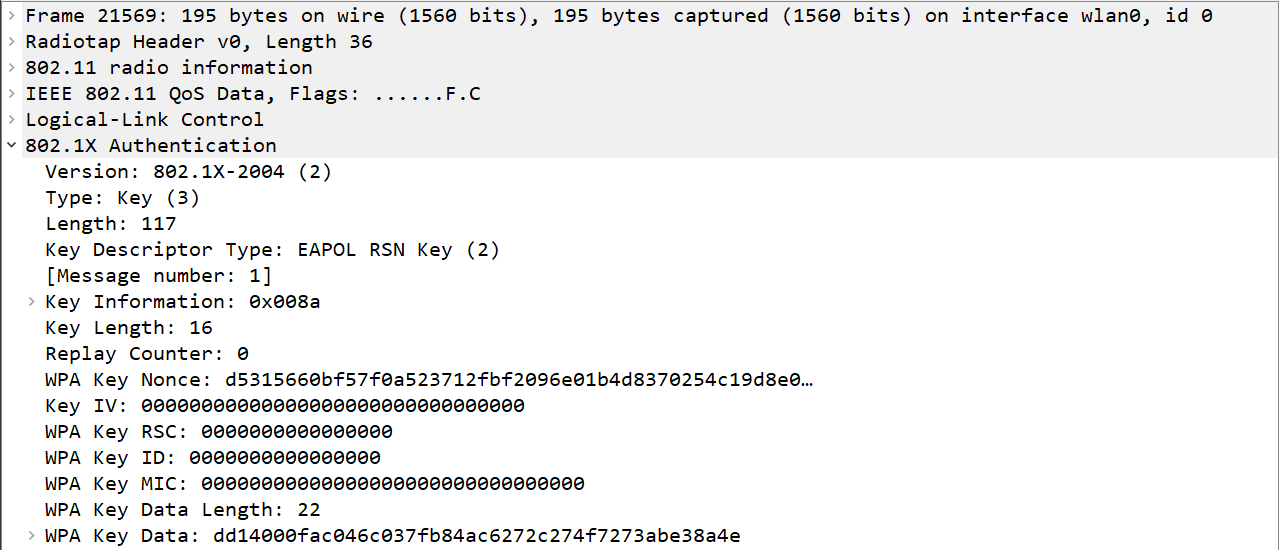 Frame 21569: 195 bytes on wire (1560 bits), 195 bytes captured (1560 bits) on interface wlan0, id 0
Radiotap Header v0, Length 36
802.11 radio information
IEEE 802.11 QoS Data, Flags: ......F.C
Logical-Link Control
802.1X Authentication
Version: 802.1X-2004 (2)
Type: Key (3)
Length: 117
Key Descriptor Type: EAPOL RSN Key (2)
[Message number: 1]
Key Information: 0x008a
Key Length: 16
Replay Counter: 0
WPA Key Nonce: d5315660bf57f0a523712fbf2096e01b4d8370254c19d8e0…
Key IV: 00000000000000000000000000000000
WPA Key RSC: 0000000000000000
WPA Key ID: 0000000000000000
WPA Key MIC: 00000000000000000000000000000000
WPA Key Data Length: 22
WPA Key Data: dd14000fac046c037fb84ac6272c274f7273abe38a4e